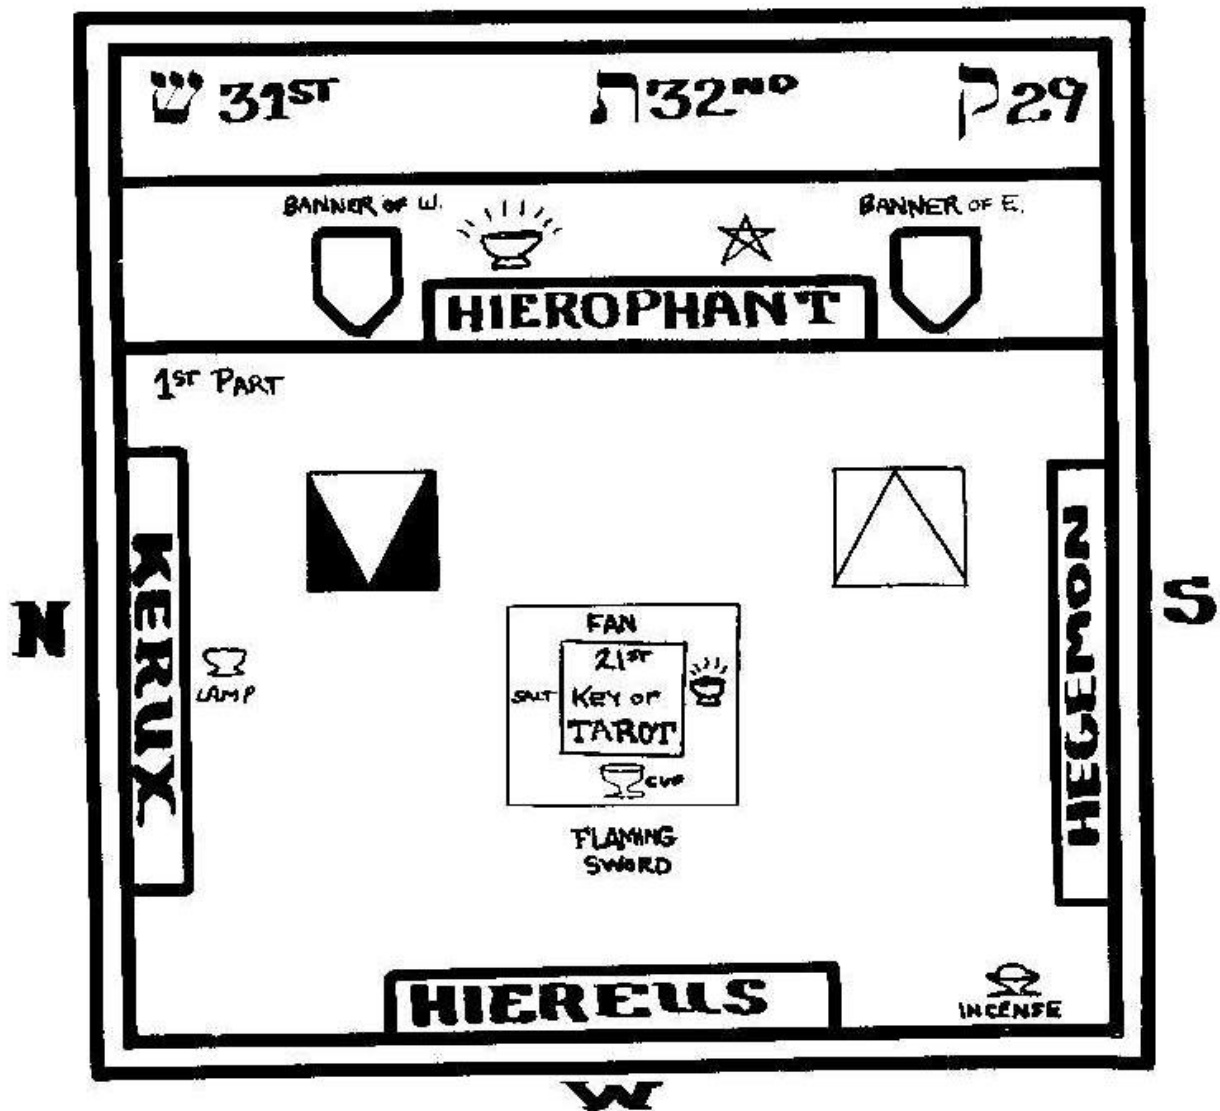 ש 31ST ת 32ND ק 29
BANNER OF W. BANNER OF E.
HIEROPHANT
1ST PART
KERUX
HEGEMON
N
S
FAN
21ST
SALT KEY OF
TAROT
LAMP
CUP
FLAMING
SWORD
HIEREUS
INCENSE
W